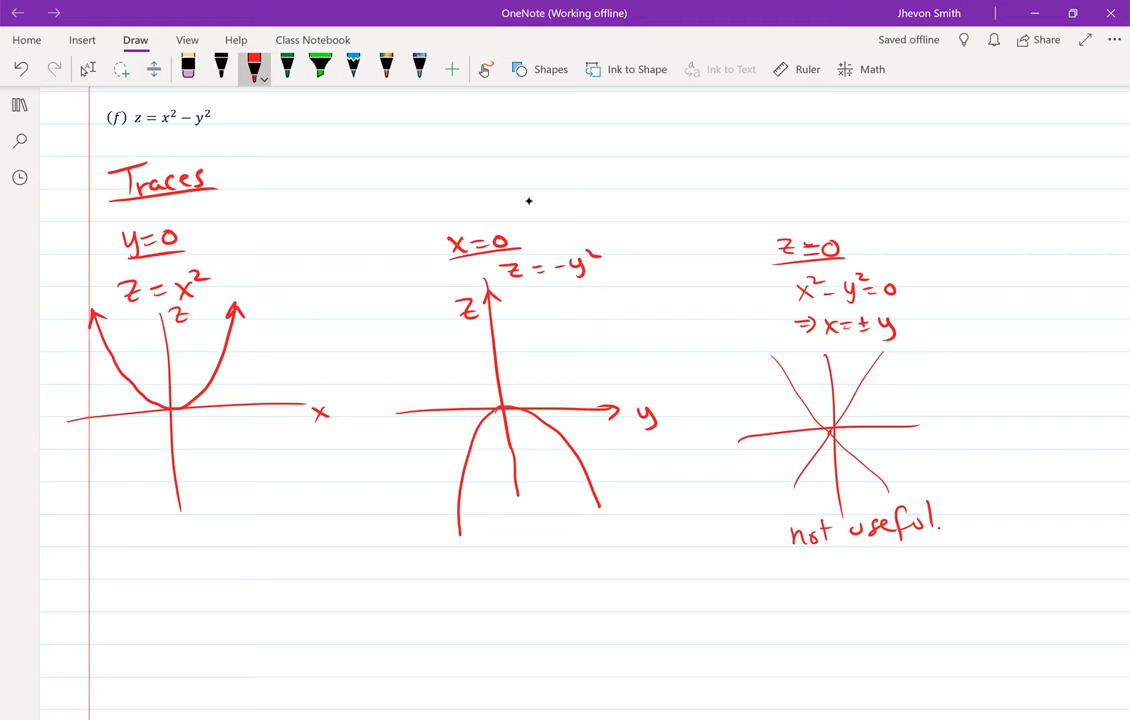 OneNote (Working offline)
Jhevon Smith
Home Insert Draw View Help Class Notebook
Saved offline
Share
Shapes
Ink to Shape
Ink to Text
Ruler
Math
(f) z = x² − y²
Traces
y=0
z = x²
z
x
x=0
z = -y²
z
y
z=0
x² - y² = 0
⇒ x = ± y
not useful.